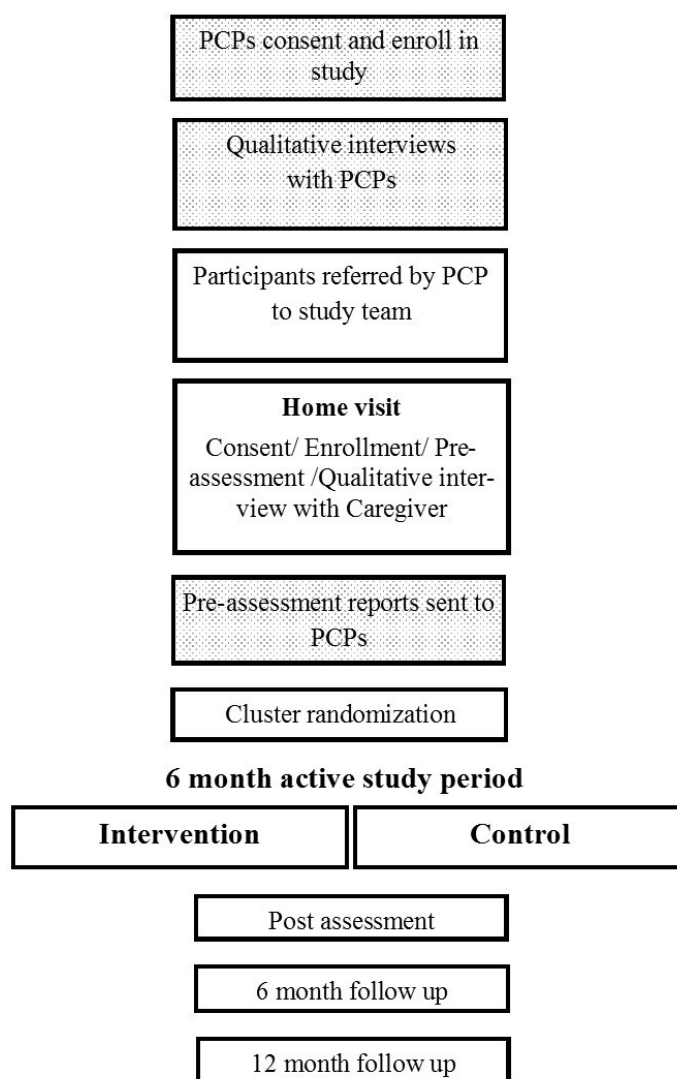 PCPs consent and enroll in
study
Qualitative interviews
with PCPs
Participants referred by PCP
to study team
Home visit
Consent/ Enrollment/ Pre-
assessment /Qualitative inter-
view with Caregiver
Pre-assessment reports sent to
PCPs
Cluster randomization
6 month active study period
Intervention
Control
Post assessment
6 month follow up
12 month follow up